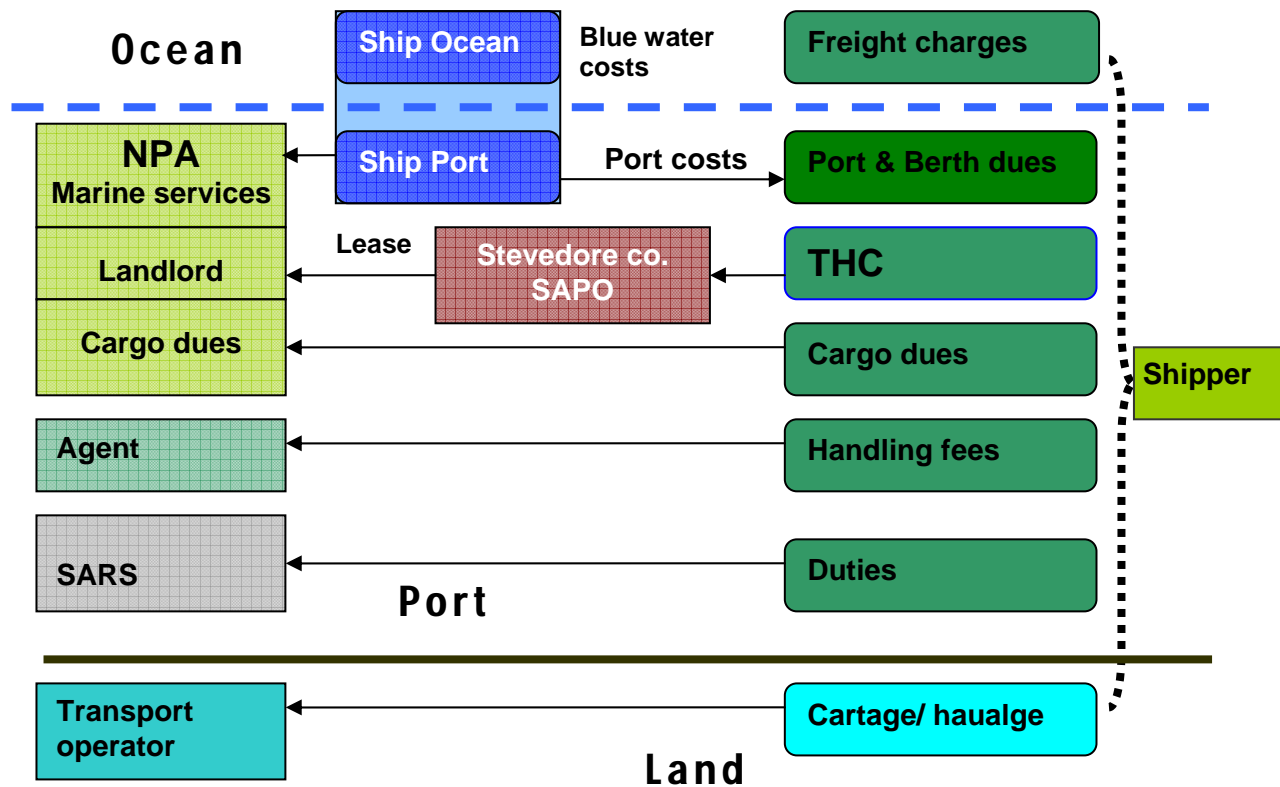 Ocean
Ship Ocean
Blue water
costs
Freight charges
NPA
Marine services
Ship Port
Port costs
Port & Berth dues
Landlord
Lease
Stevedore co.
SAPO
THC
Cargo dues
Cargo dues
Shipper
Agent
Handling fees
SARS
Port
Duties
Transport
operator
Cartage/ haualge
Land